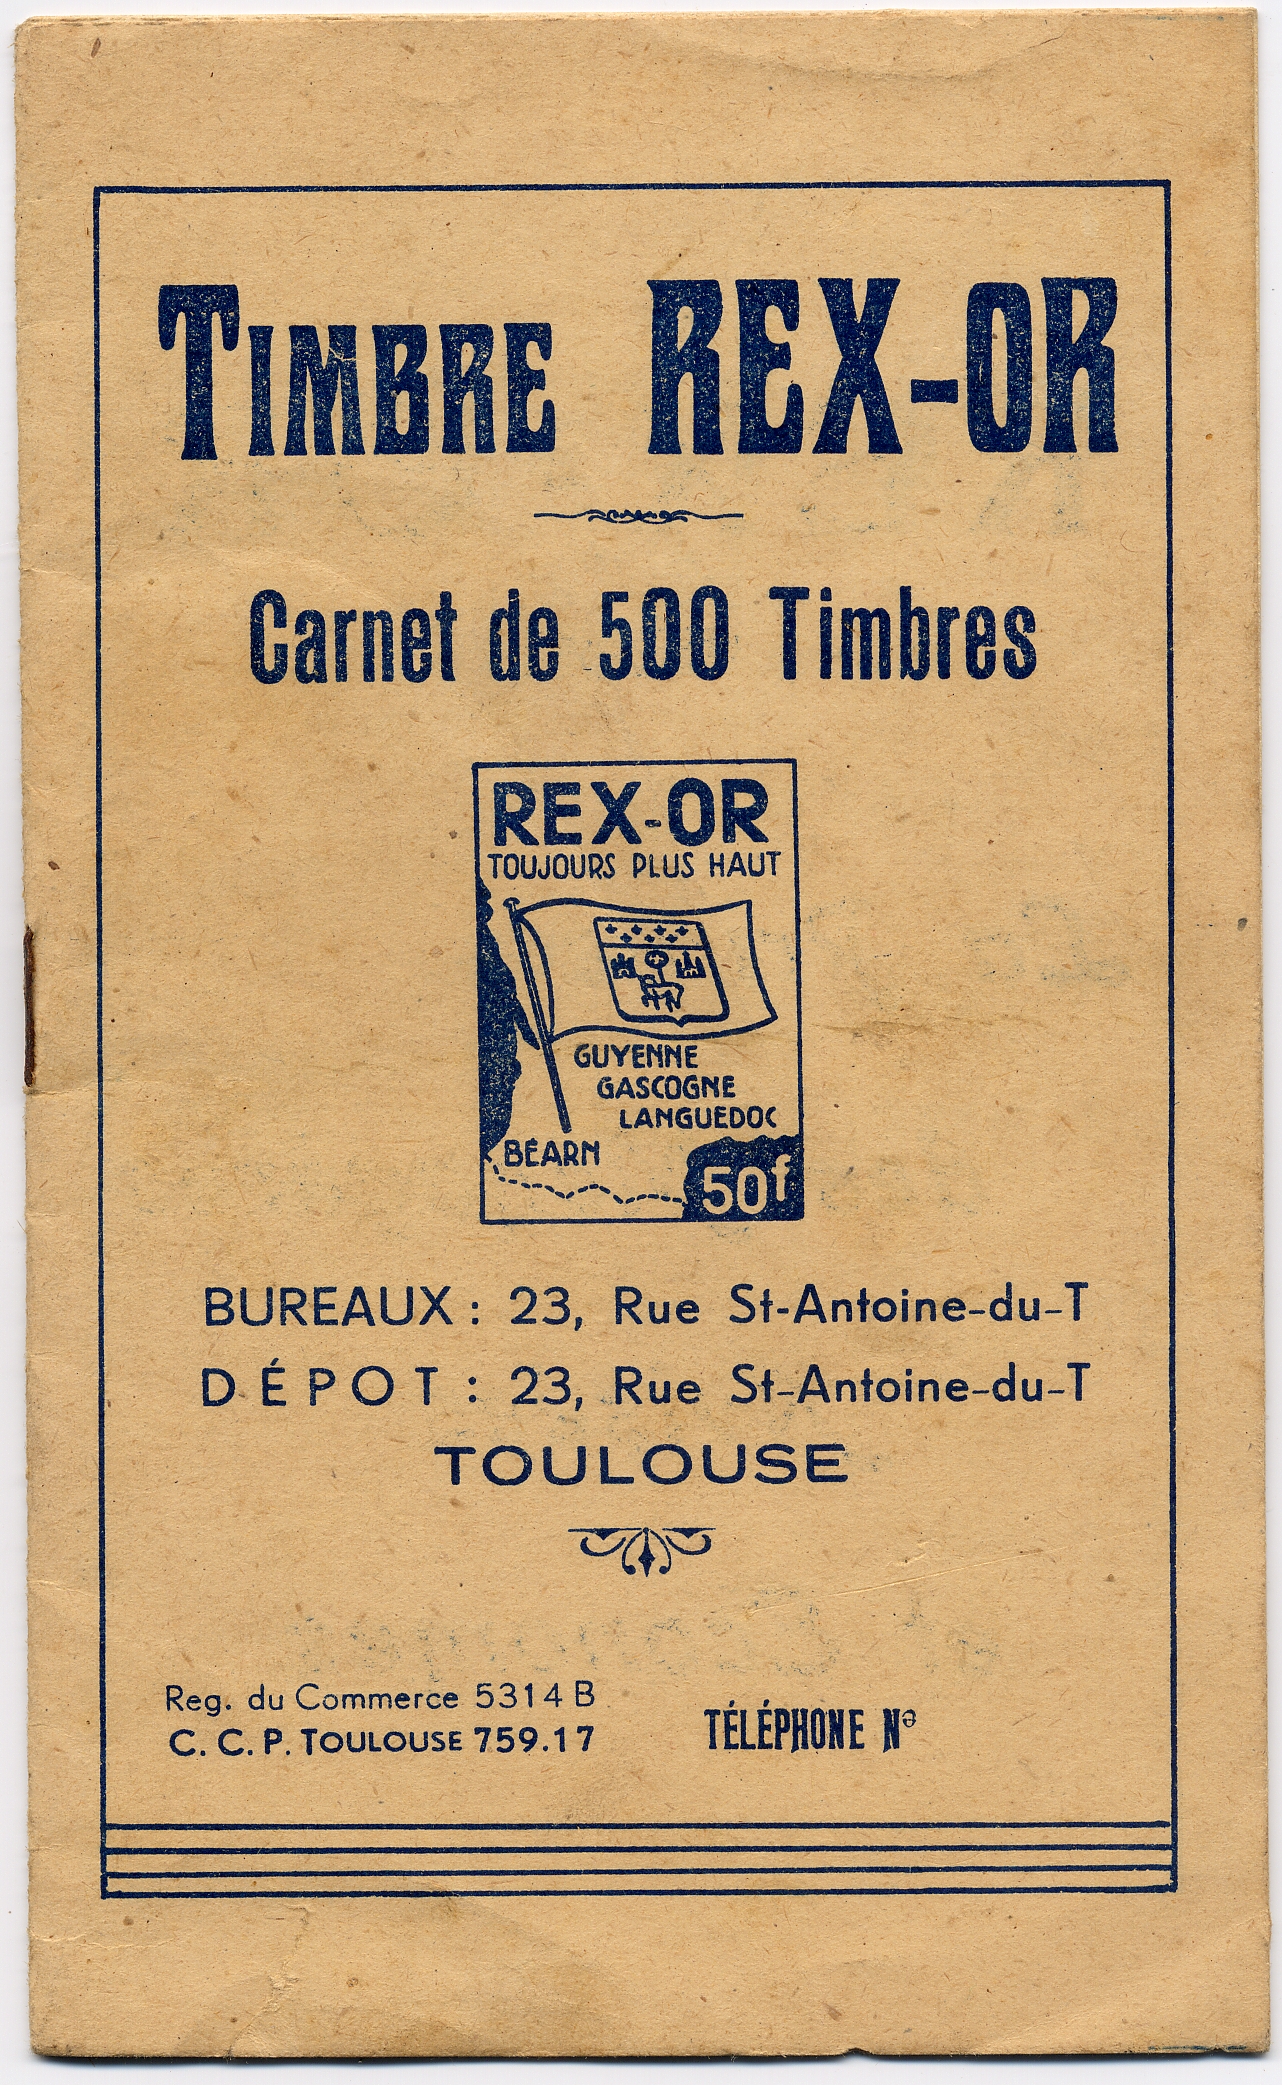 TIMBRE REX-OR
Carnet de 500 Timbres
REX-OR
TOUJOURS PLUS HAUT
GUYENNE
GASCOGNE
LANGUEDOC
BÉARN
50f
BUREAUX : 23, Rue St-Antoine-du-T
DÉPOT : 23, Rue St-Antoine-du-T
TOULOUSE
Reg. du Commerce 5314 B
C. C. P. TOULOUSE 759.17
TÉLÉPHONE Nº